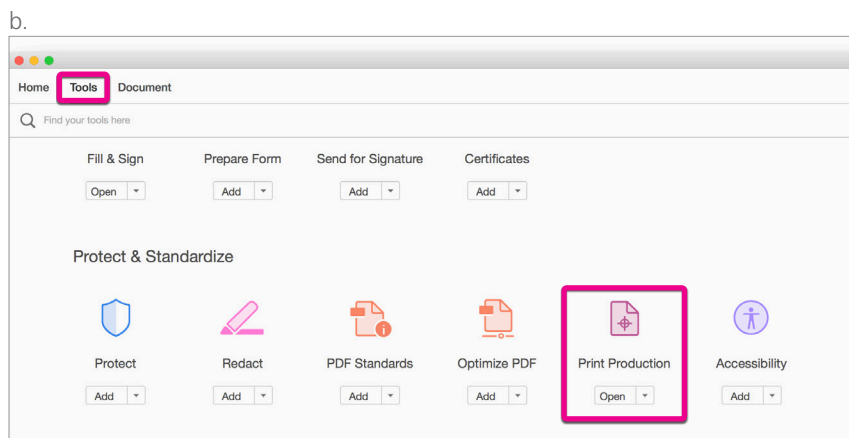 b.
Home Tools Document
Find your tools here
Fill & Sign Prepare Form Send for Signature Certificates
Open Add Add Add
Protect & Standardize
Protect Redact PDF Standards Optimize PDF Print Production Accessibility
Add Add Add Add Open Add